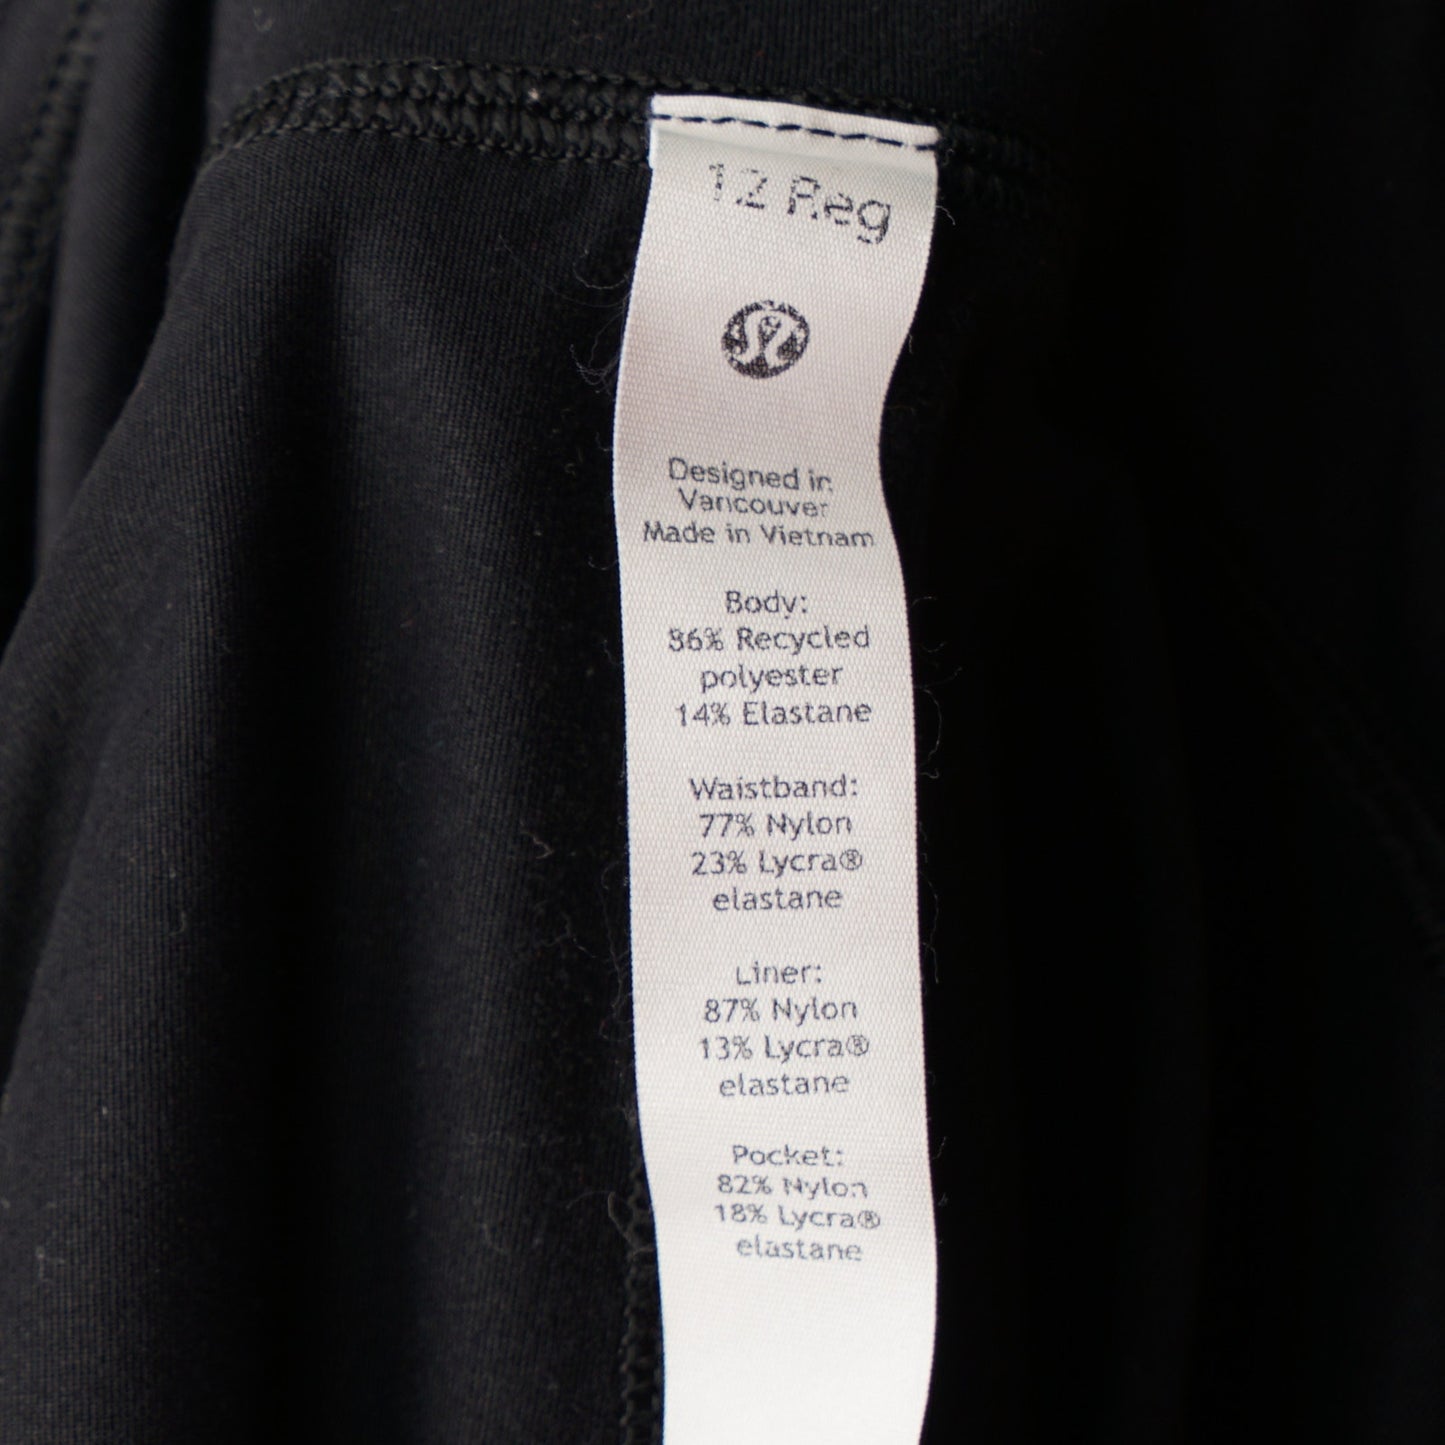 12 Reg
Designed in
Vancouver
Made in Vietnam
Body:
86% Recycled
polyester
14% Elastane
Waistband:
77% Nylon
23% Lycra®
elastane
Liner:
87% Nylon
13% Lycra®
elastane
Pocket:
82% Nylon
18% Lycra®
elastane